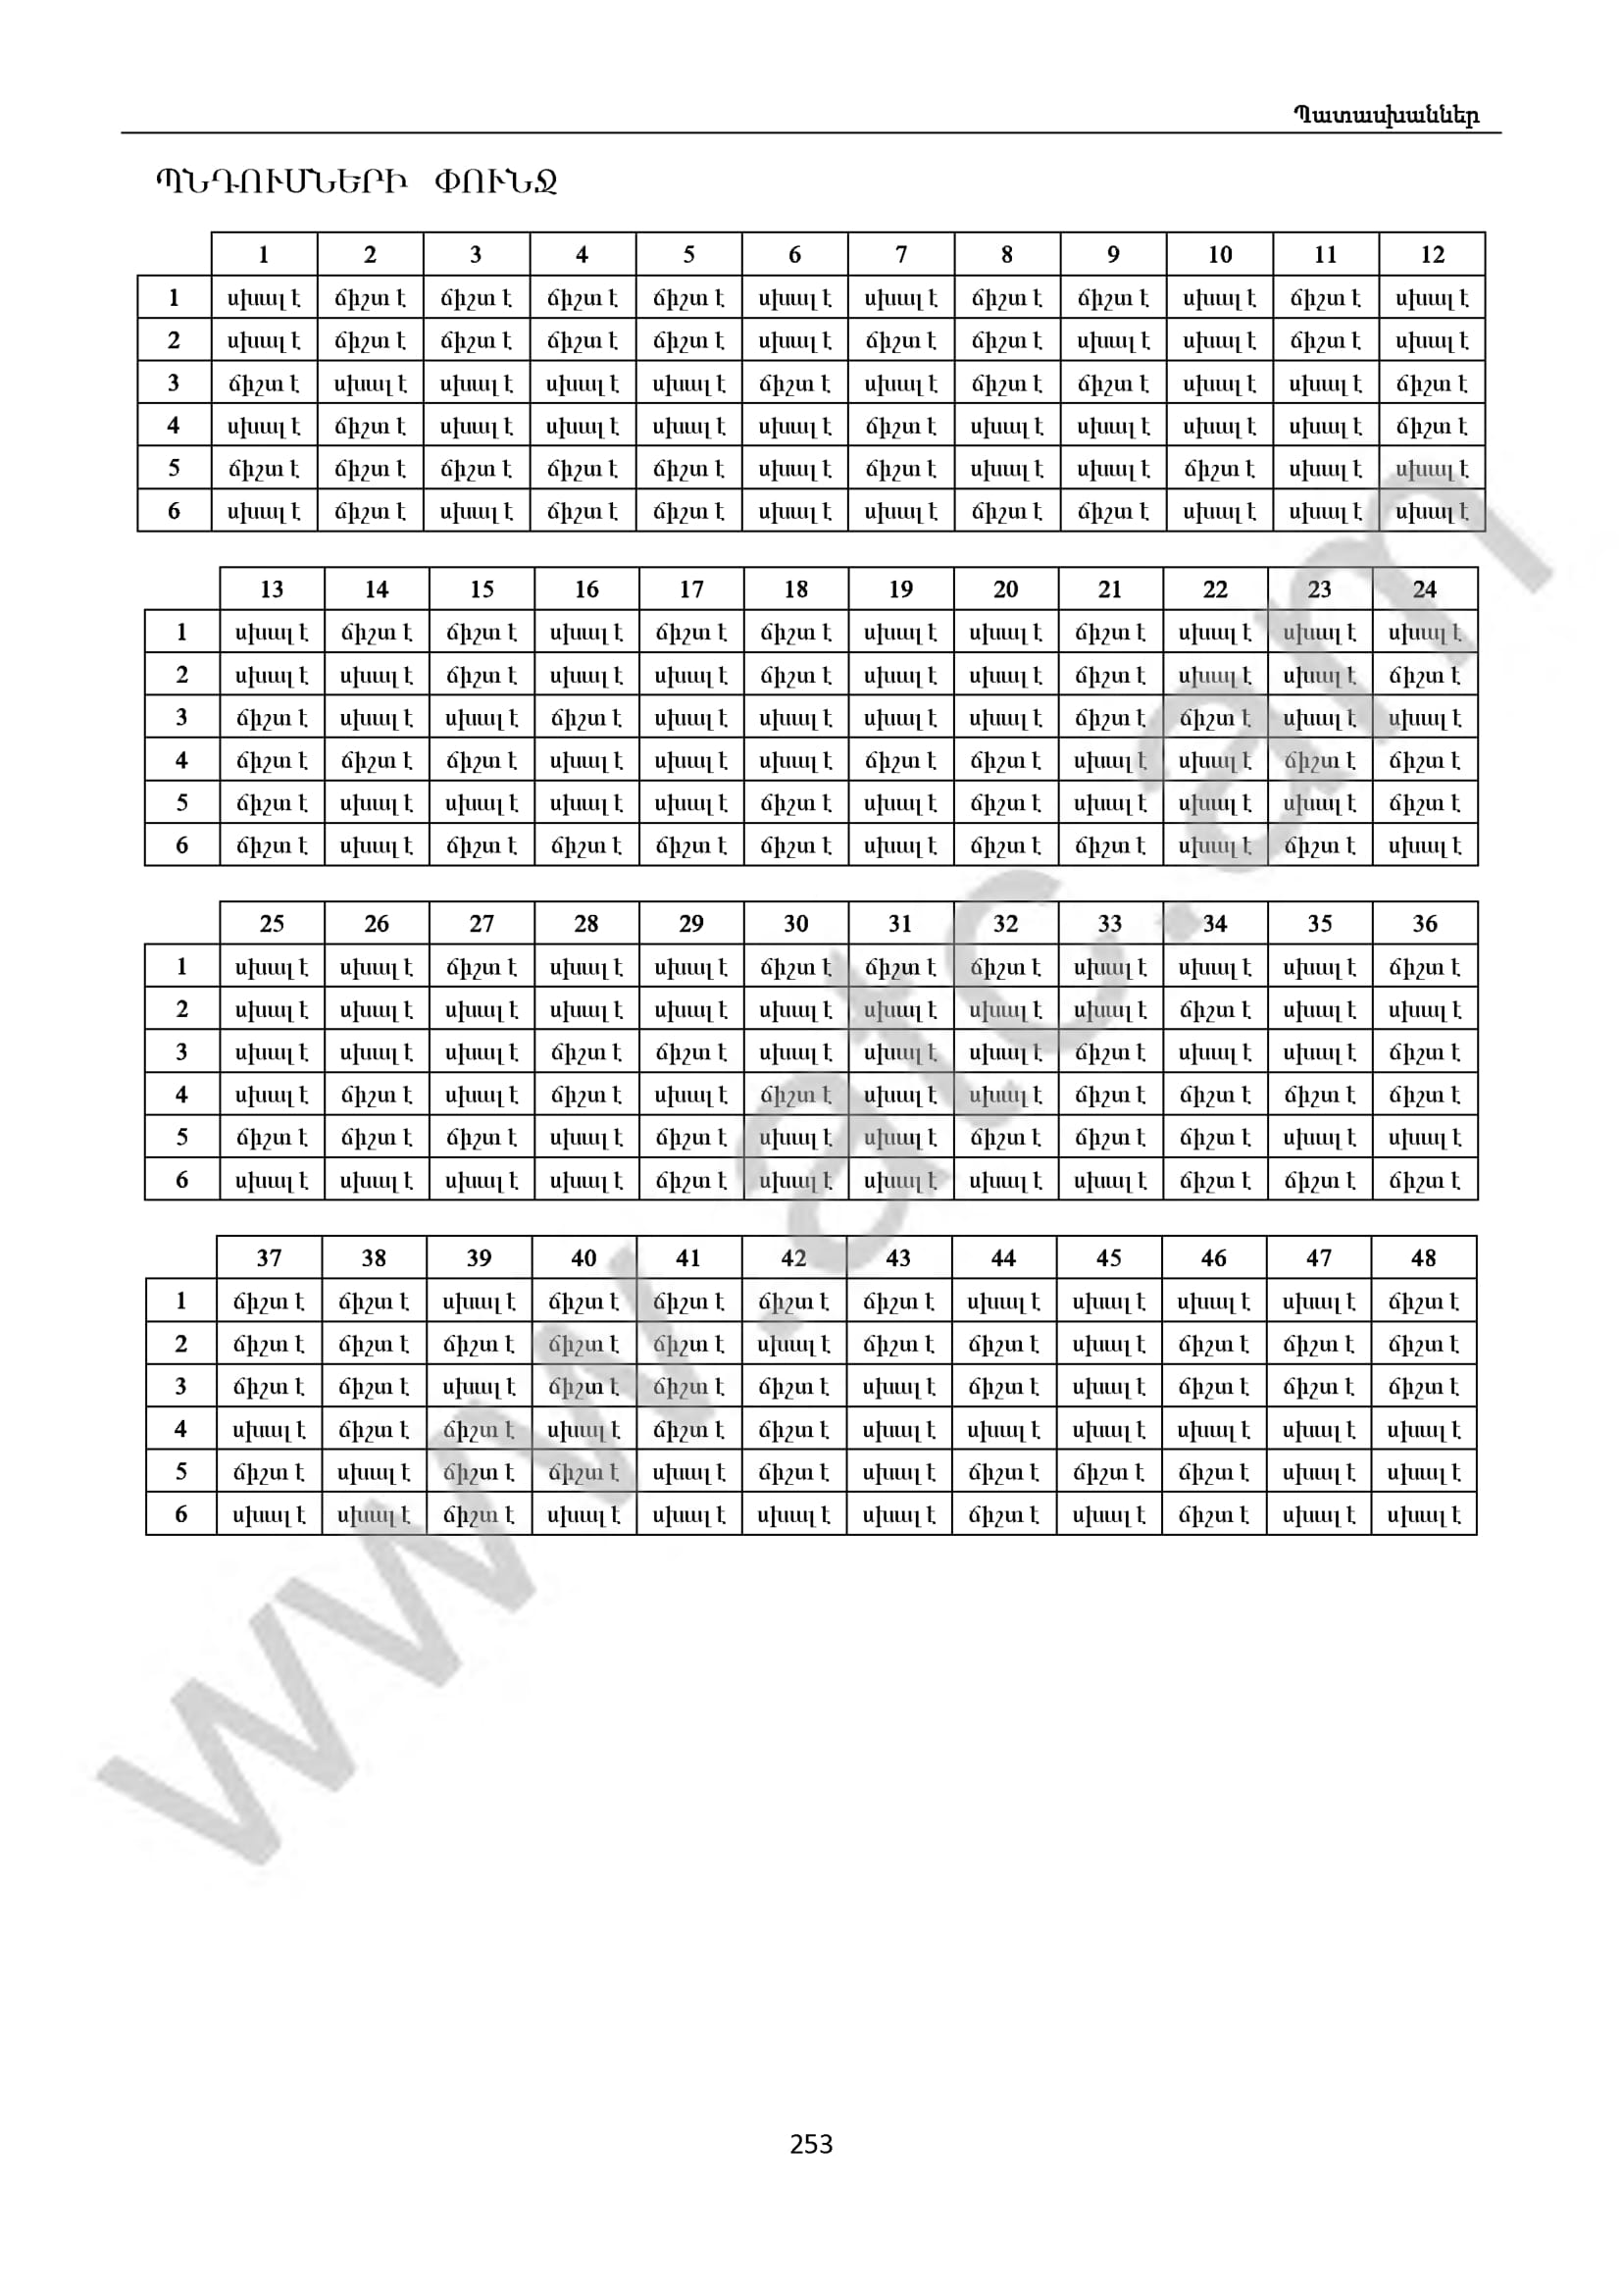 Պատասխաններ
ՊՆԴՈՒՄՆԵՐԻ ՓՈՒՆՋ
1 2 3 4 5 6 7 8 9 10 11 12
1 սխալ է ճիշտ է ճիշտ է ճիշտ է ճիշտ է սխալ է սխալ է ճիշտ է ճիշտ է սխալ է ճիշտ է սխալ է
2 սխալ է ճիշտ է ճիշտ է ճիշտ է ճիշտ է սխալ է ճիշտ է ճիշտ է սխալ է սխալ է ճիշտ է սխալ է
3 ճիշտ է սխալ է սխալ է սխալ է սխալ է ճիշտ է սխալ է ճիշտ է ճիշտ է սխալ է սխալ է ճիշտ է
4 սխալ է ճիշտ է սխալ է սխալ է սխալ է սխալ է ճիշտ է սխալ է սխալ է սխալ է սխալ է ճիշտ է
5 ճիշտ է ճիշտ է ճիշտ է ճիշտ է ճիշտ է սխալ է ճիշտ է սխալ է սխալ է ճիշտ է սխալ է սխալ է
6 սխալ է ճիշտ է սխալ է ճիշտ է ճիշտ է սխալ է սխալ է ճիշտ է ճիշտ է սխալ է սխալ է սխալ է
13 14 15 16 17 18 19 20 21 22 23 24
1 սխալ է ճիշտ է ճիշտ է սխալ է ճիշտ է ճիշտ է սխալ է սխալ է ճիշտ է սխալ է սխալ է սխալ է
2 սխալ է սխալ է ճիշտ է սխալ է սխալ է ճիշտ է սխալ է սխալ է ճիշտ է սխալ է սխալ է ճիշտ է
3 ճիշտ է սխալ է սխալ է ճիշտ է սխալ է սխալ է սխալ է սխալ է ճիշտ է ճիշտ է սխալ է սխալ է
4 ճիշտ է ճիշտ է ճիշտ է սխալ է սխալ է սխալ է ճիշտ է ճիշտ է սխալ է սխալ է ճիշտ է ճիշտ է
5 ճիշտ է սխալ է սխալ է սխալ է սխալ է ճիշտ է սխալ է ճիշտ է սխալ է սխալ է սխալ է ճիշտ է
6 ճիշտ է սխալ է ճիշտ է ճիշտ է ճիշտ է ճիշտ է սխալ է ճիշտ է ճիշտ է սխալ է ճիշտ է սխալ է
25 26 27 28 29 30 31 32 33 34 35 36
1 սխալ է սխալ է ճիշտ է սխալ է սխալ է ճիշտ է ճիշտ է ճիշտ է սխալ է սխալ է սխալ է ճիշտ է
2 սխալ է սխալ է սխալ է սխալ է սխալ է սխալ է սխալ է սխալ է սխալ է ճիշտ է սխալ է սխալ է
3 սխալ է սխալ է սխալ է ճիշտ է ճիշտ է սխալ է սխալ է սխալ է ճիշտ է սխալ է սխալ է ճիշտ է
4 սխալ է ճիշտ է սխալ է ճիշտ է սխալ է ճիշտ է սխալ է սխալ է ճիշտ է ճիշտ է ճիշտ է ճիշտ է
5 ճիշտ է ճիշտ է ճիշտ է սխալ է ճիշտ է սխալ է սխալ է ճիշտ է ճիշտ է ճիշտ է սխալ է սխալ է
6 սխալ է սխալ է սխալ է սխալ է ճիշտ է սխալ է սխալ է սխալ է սխալ է ճիշտ է ճիշտ է ճիշտ է
37 38 39 40 41 42 43 44 45 46 47 48
1 ճիշտ է ճիշտ է սխալ է ճիշտ է ճիշտ է ճիշտ է ճիշտ է սխալ է սխալ է սխալ է սխալ է ճիշտ է
2 ճիշտ է ճիշտ է ճիշտ է ճիշտ է ճիշտ է սխալ է ճիշտ է ճիշտ է սխալ է ճիշտ է ճիշտ է ճիշտ է
3 ճիշտ է ճիշտ է սխալ է ճիշտ է ճիշտ է ճիշտ է սխալ է ճիշտ է սխալ է ճիշտ է ճիշտ է ճիշտ է
4 սխալ է ճիշտ է ճիշտ է սխալ է ճիշտ է ճիշտ է սխալ է սխալ է սխալ է սխալ է սխալ է սխալ է
5 ճիշտ է սխալ է ճիշտ է ճիշտ է սխալ է ճիշտ է սխալ է ճիշտ է ճիշտ է ճիշտ է սխալ է սխալ է
6 սխալ է սխալ է ճիշտ է սխալ է սխալ է սխալ է սխալ է ճիշտ է սխալ է ճիշտ է սխալ է սխալ է
www.atc.am
253